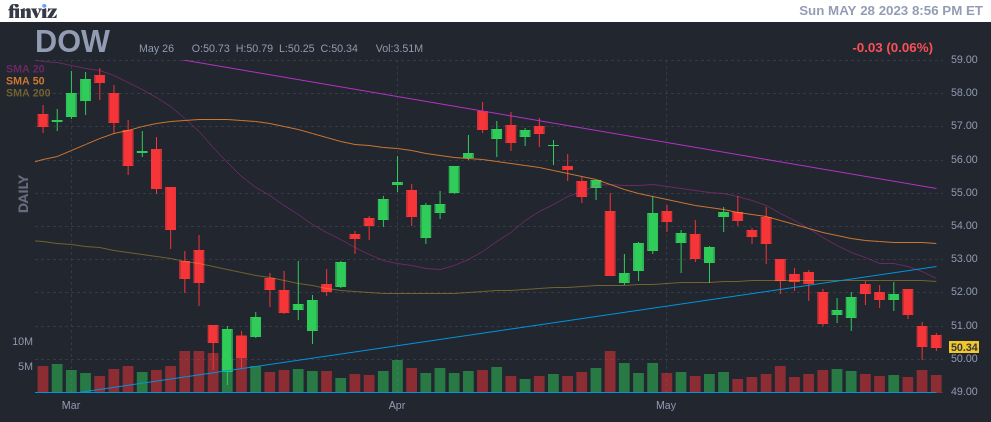 finviz
Sun MAY 28 2023 8:56 PM ET
DOW
May 26 O:50.73 H:50.79 L:50.25 C:50.34 Vol:3.51M
-0.03 (0.06%)
SMA 20
SMA 50
SMA 200
DAILY
59.00
58.00
57.00
56.00
55.00
54.00
53.00
52.00
51.00
50.34
50.00
49.00
10M
5M
Mar
Apr
May